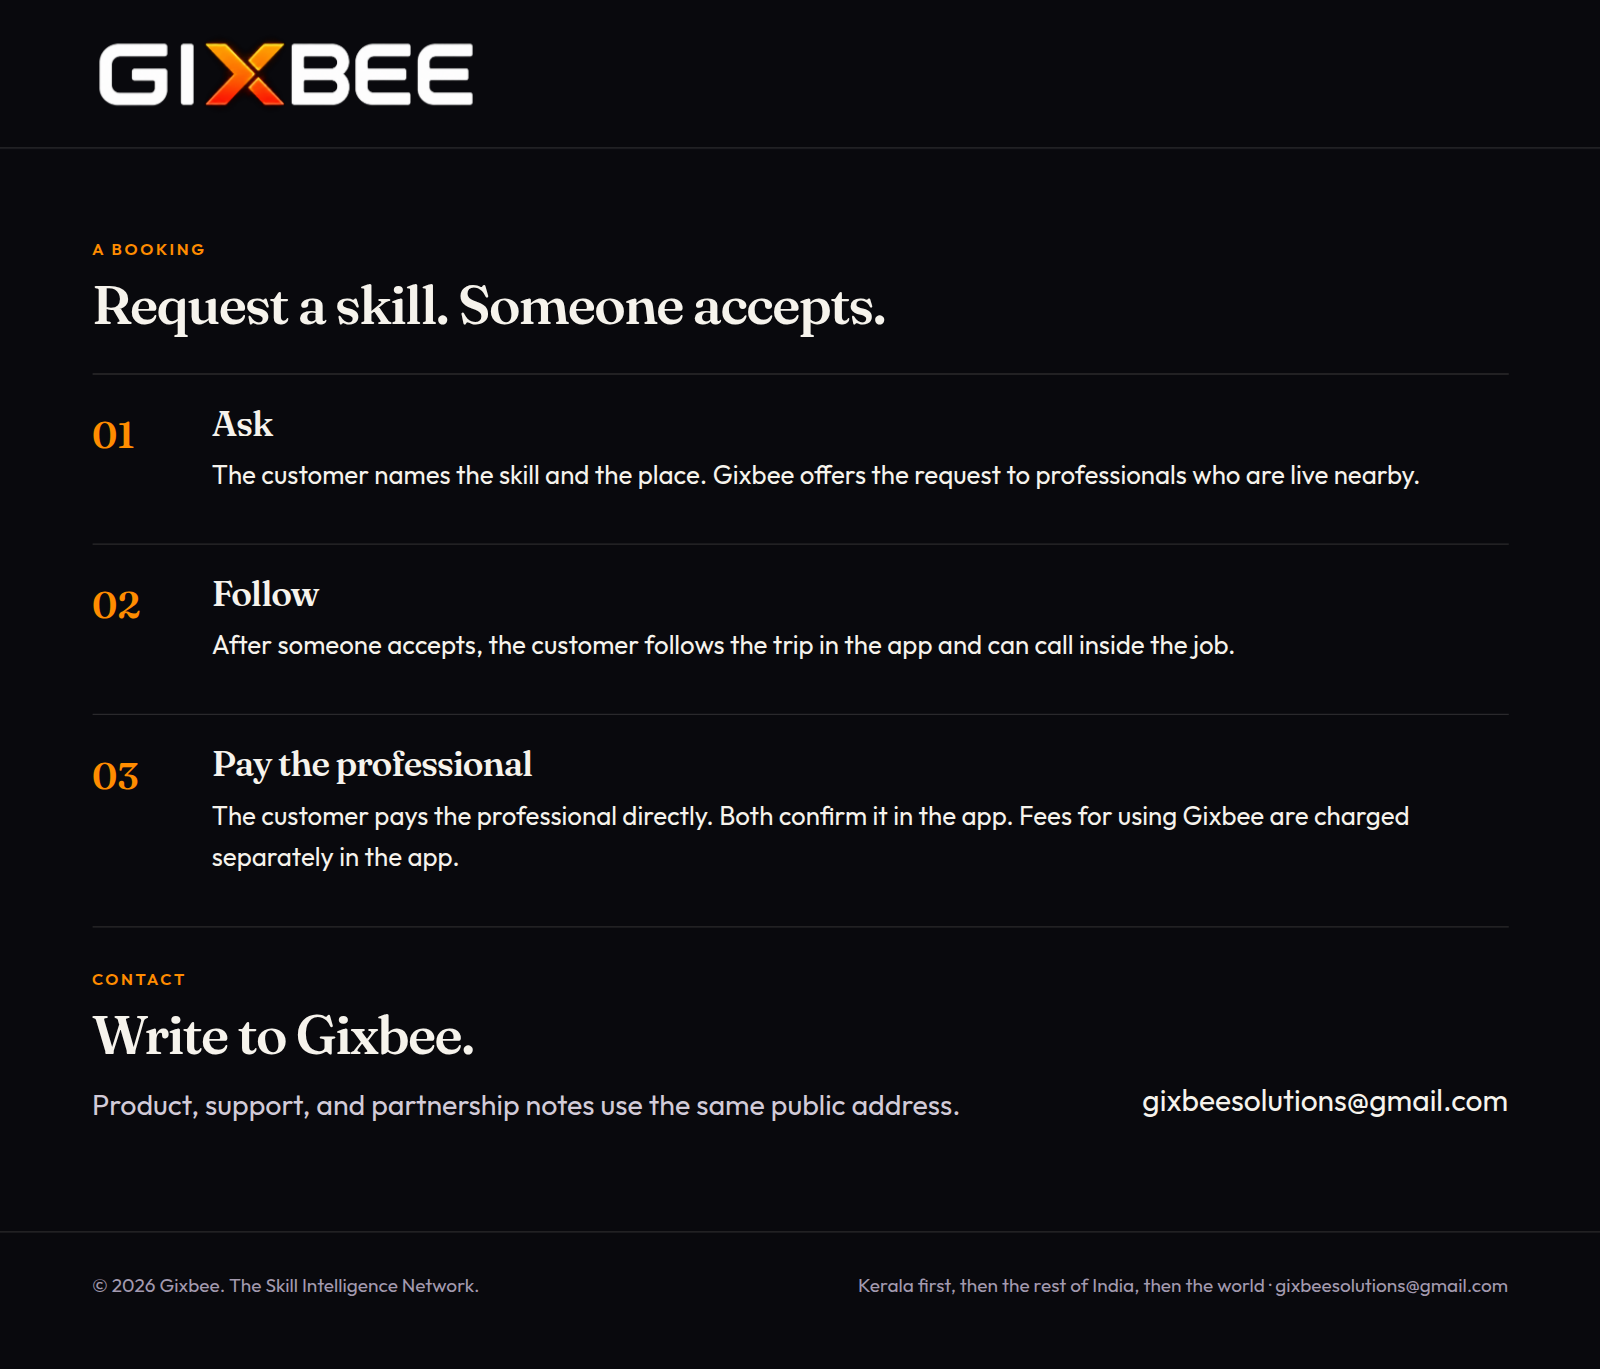 GIXBEE
A BOOKING
Request a skill. Someone accepts.
01
Ask
The customer names the skill and the place. Gixbee offers the request to professionals who are live nearby.
02
Follow
After someone accepts, the customer follows the trip in the app and can call inside the job.
03
Pay the professional
The customer pays the professional directly. Both confirm it in the app. Fees for using Gixbee are charged
separately in the app.
CONTACT
Write to Gixbee.
Product, support, and partnership notes use the same public address.
gixbeesolutions@gmail.com
© 2026 Gixbee. The Skill Intelligence Network.
Kerala first, then the rest of India, then the world · gixbeesolutions@gmail.com